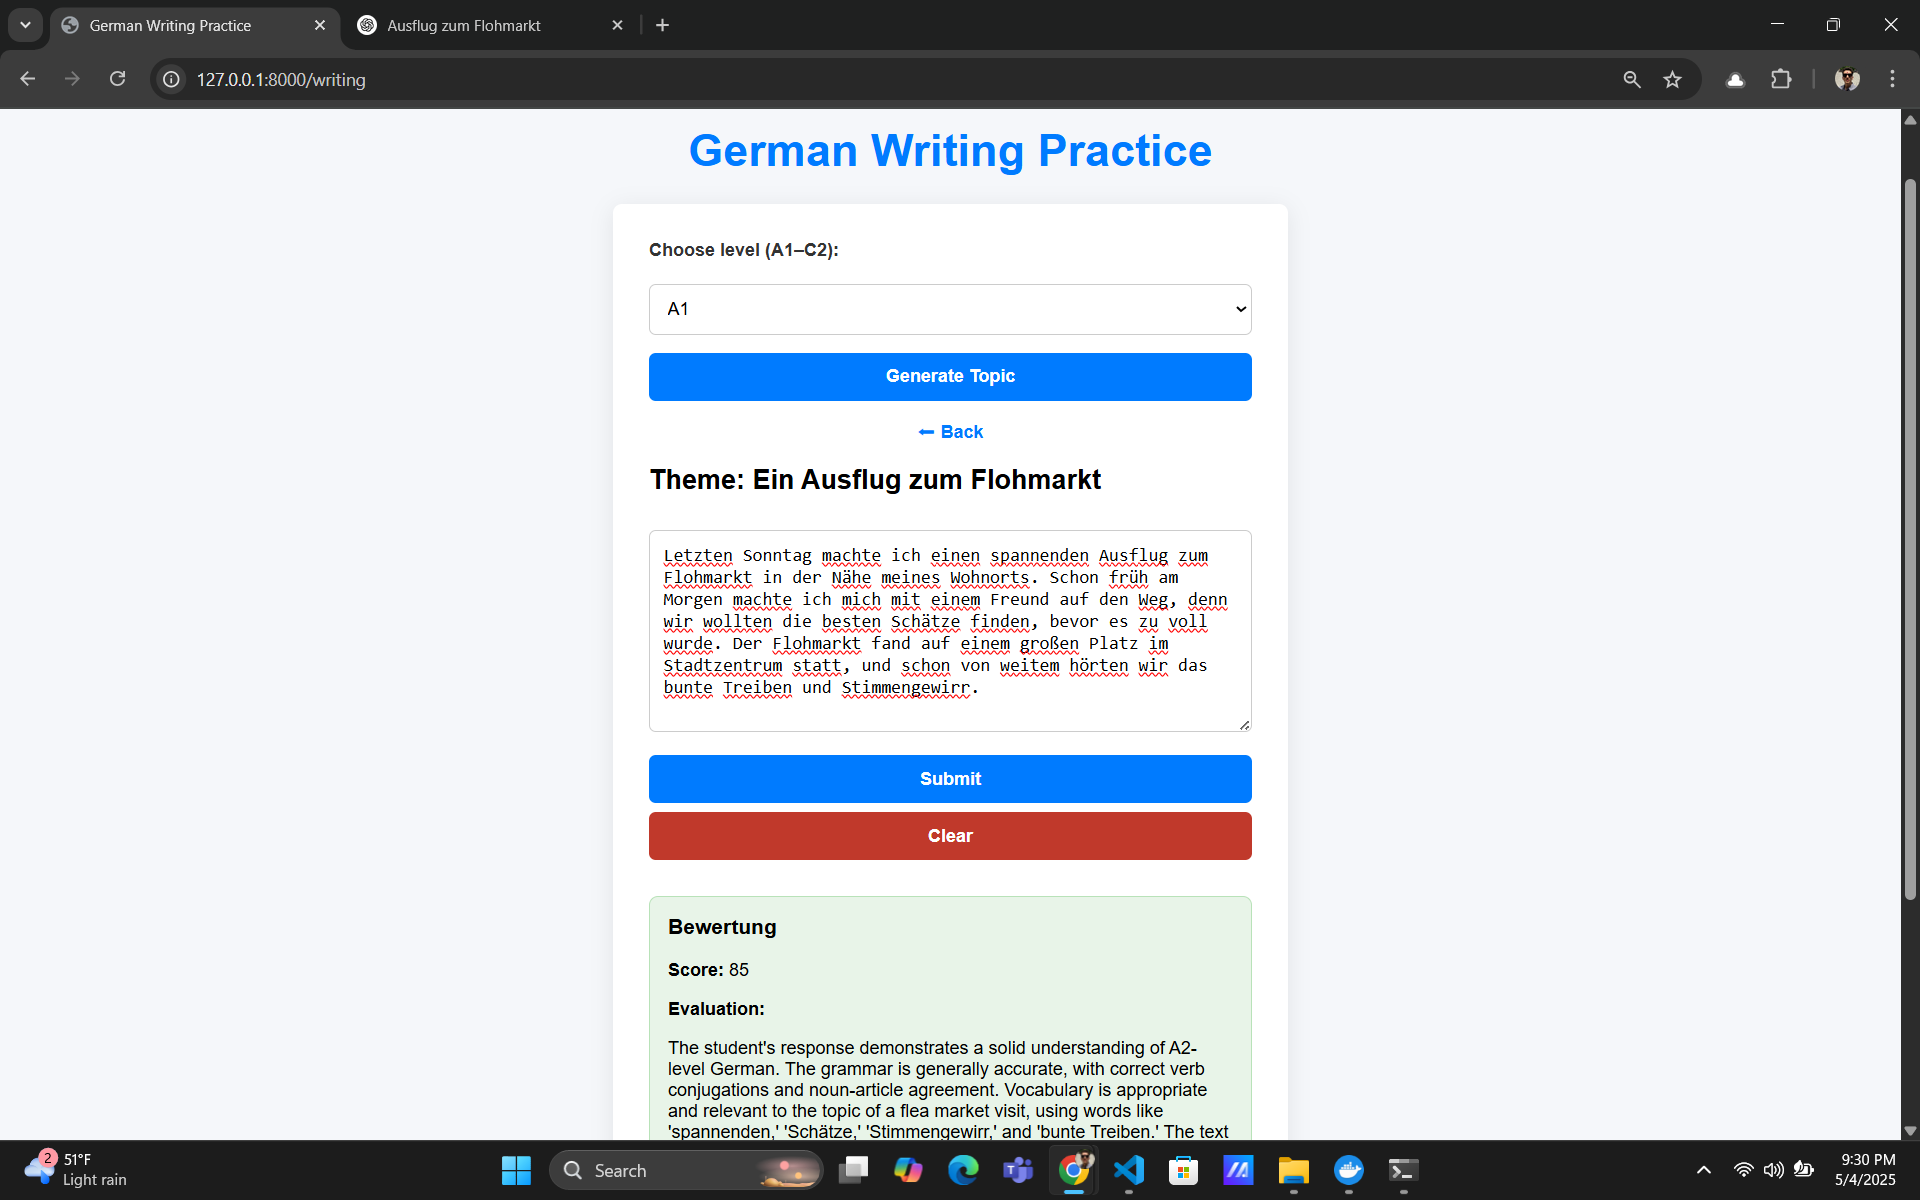 German Writing Practice
Ausflug zum Flohmarkt
127.0.0.1:8000/writing
German Writing Practice
Choose level (A1–C2):
A1
Generate Topic
⬅ Back
Theme: Ein Ausflug zum Flohmarkt
Letzten Sonntag machte ich einen spannenden Ausflug zum
Flohmarkt in der Nähe meines Wohnorts. Schon früh am
Morgen machte ich mich mit einem Freund auf den Weg, denn
wir wollten die besten Schätze finden, bevor es zu voll
wurde. Der Flohmarkt fand auf einem großen Platz im
Stadtzentrum statt, und schon von weitem hörten wir das
bunte Treiben und Stimmengewirr.
Submit
Clear
Bewertung
Score: 85
Evaluation:
The student's response demonstrates a solid understanding of A2-
level German. The grammar is generally accurate, with correct verb
conjugations and noun-article agreement. Vocabulary is appropriate
and relevant to the topic of a flea market visit, using words like
'spannenden,' 'Schätze,' 'Stimmengewirr,' and 'bunte Treiben.' The text
2
51°F
Light rain
Search
9:30 PM
5/4/2025